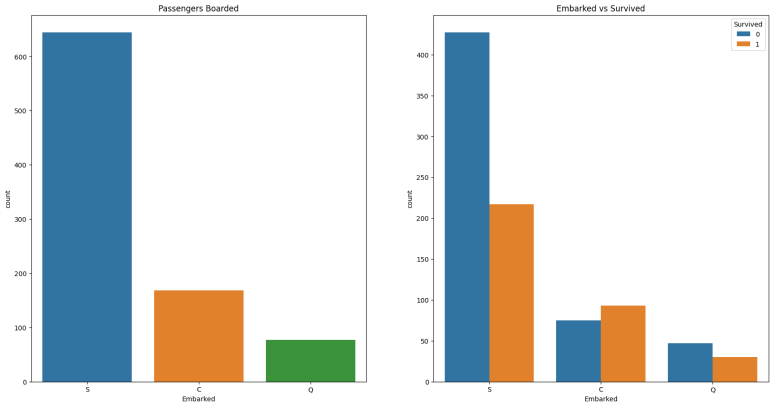 Passengers Boarded
600
500
400
300
200
100
0
count
S C Q
Embarked
Embarked vs Survived
Survived
0
1
400
350
300
250
200
150
100
50
0
count
S C Q
Embarked